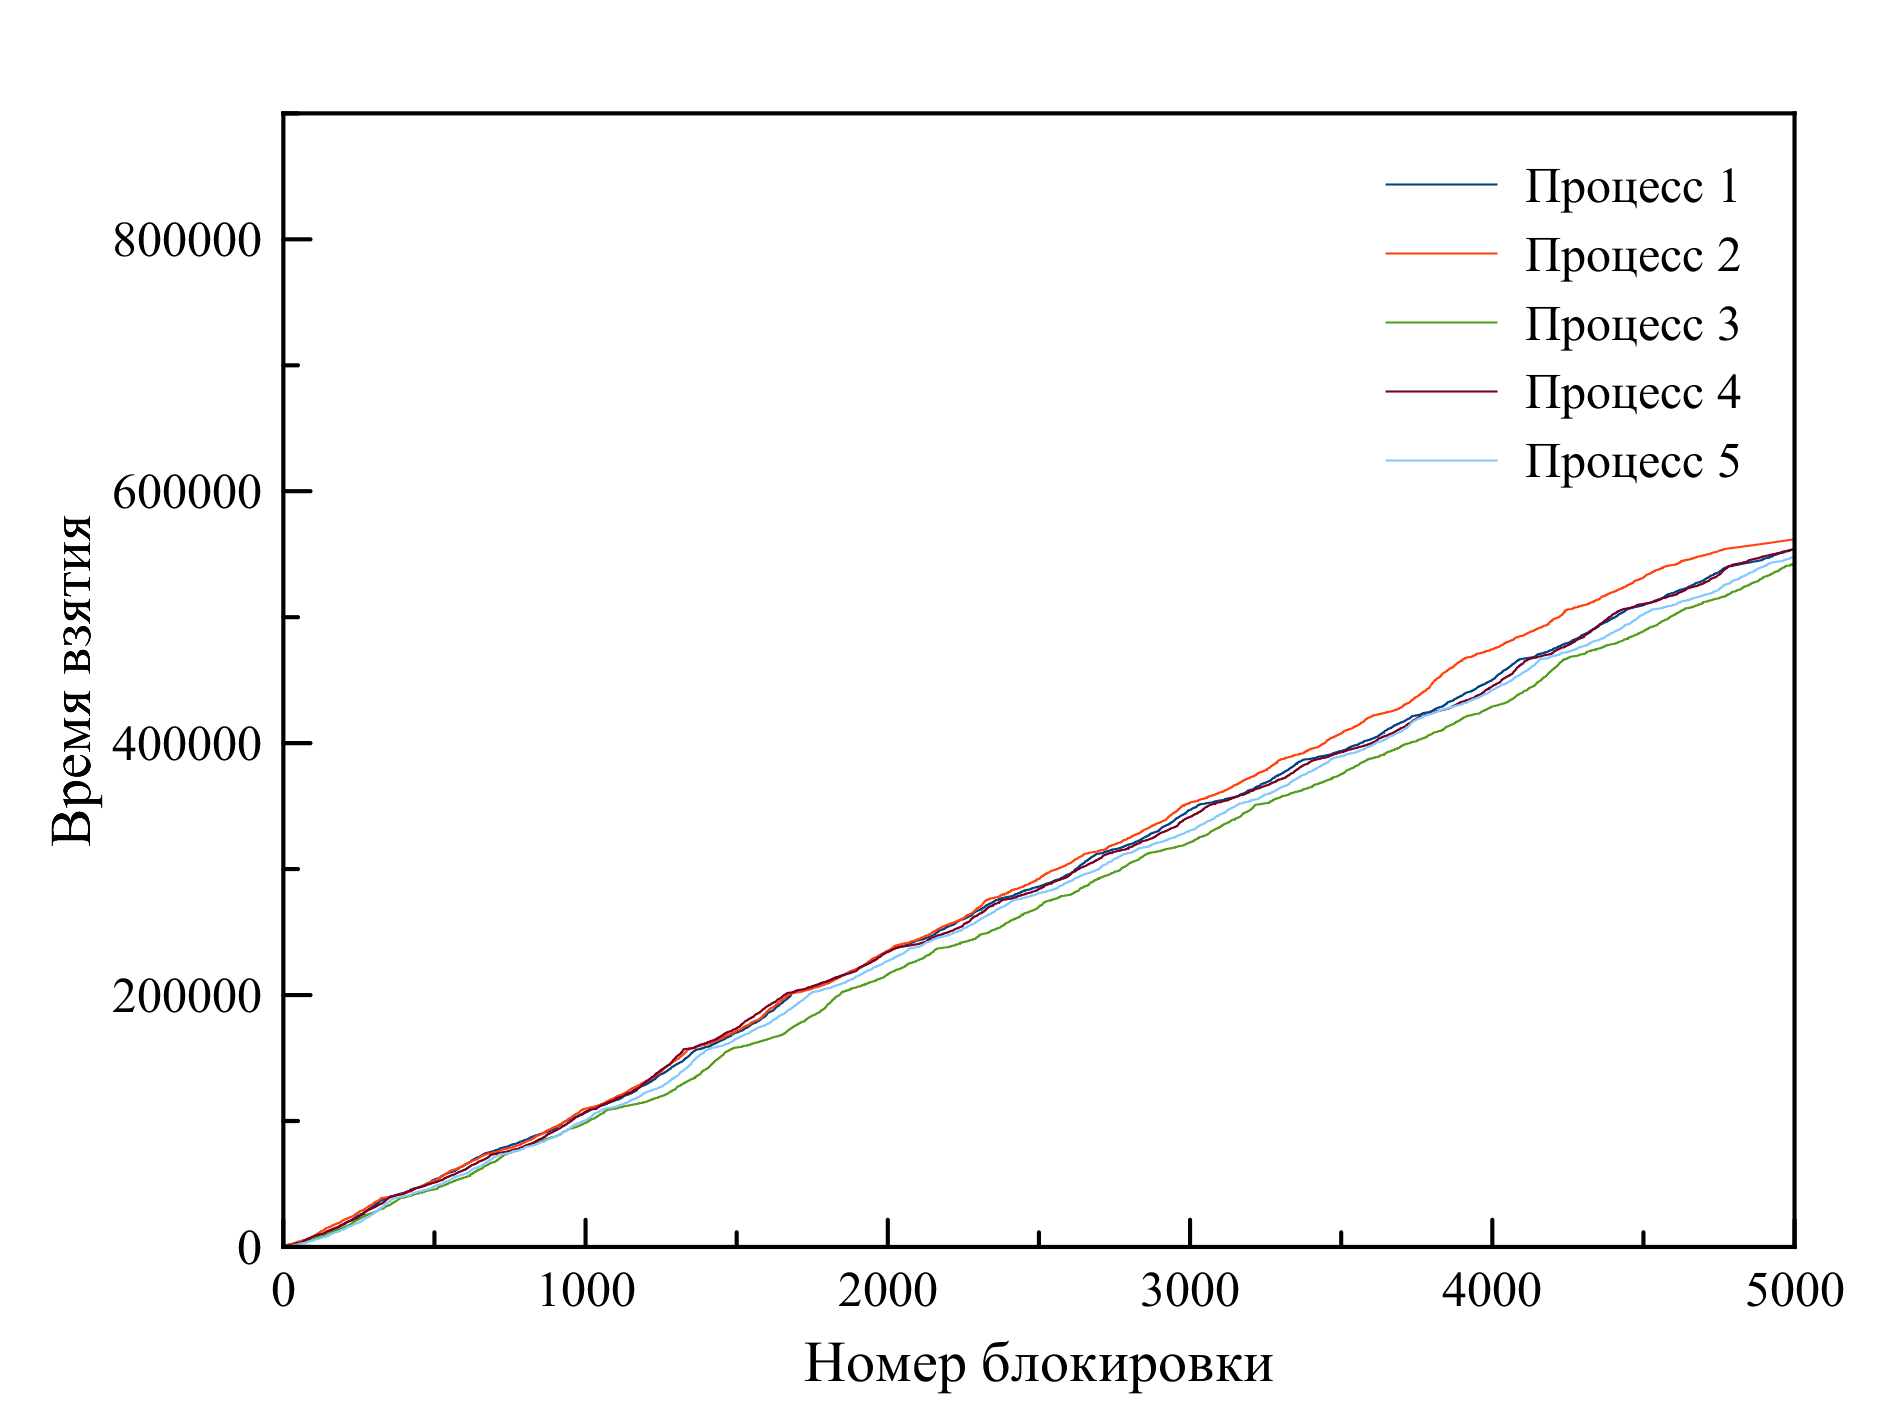 Процесс 1
Процесс 2
Процесс 3
Процесс 4
Процесс 5
800000
600000
400000
200000
0
Время взятия
0 1000 2000 3000 4000 5000
Номер блокировки